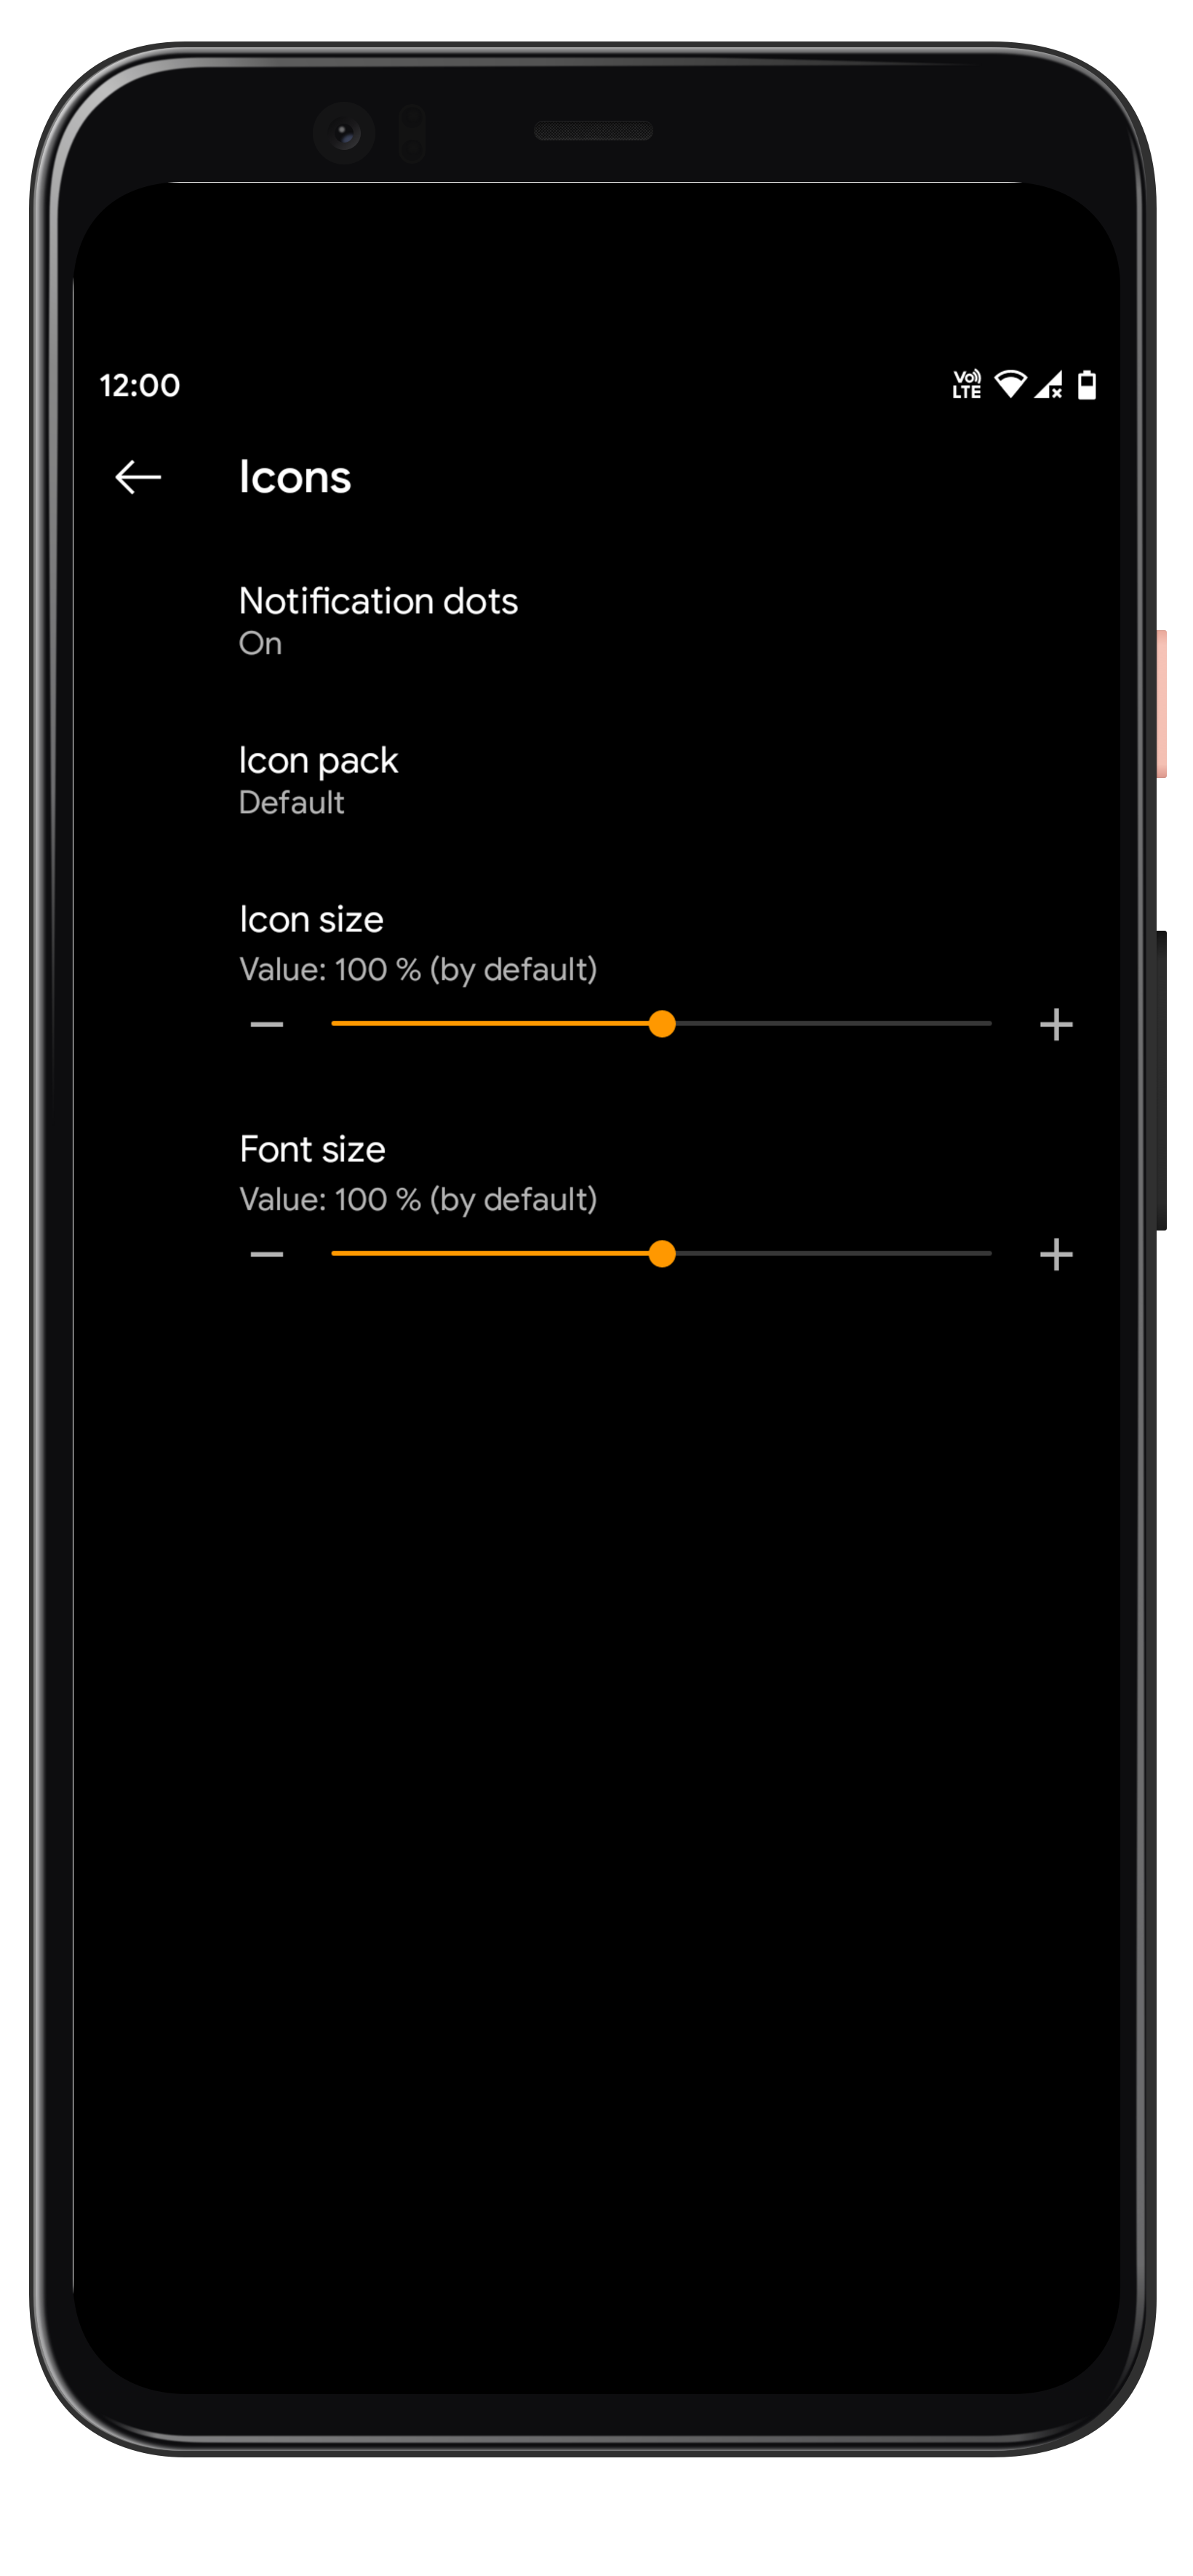 12:00
Vo)) LTE
Icons
Notification dots
On
Icon pack
Default
Icon size
Value: 100 % (by default)
Font size
Value: 100 % (by default)